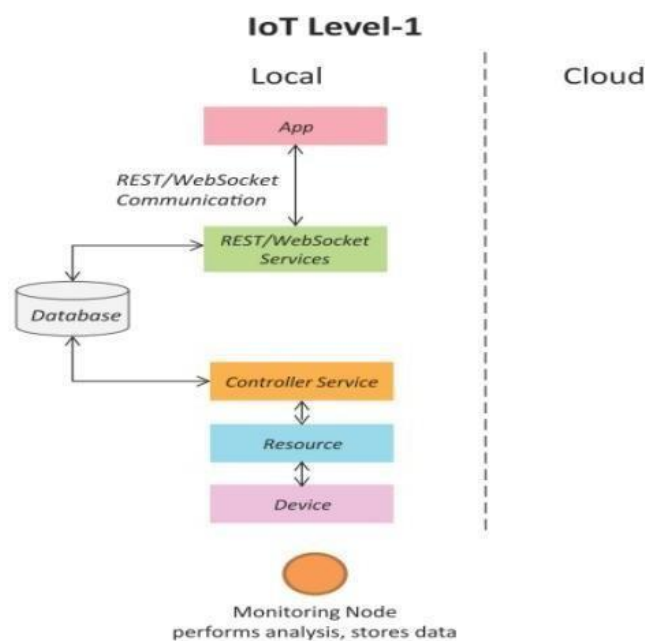 IoT Level-1
Local
Cloud
App
REST/WebSocket
Communication
REST/WebSocket
Services
Database
Controller Service
Resource
Device
Monitoring Node
performs analysis, stores data